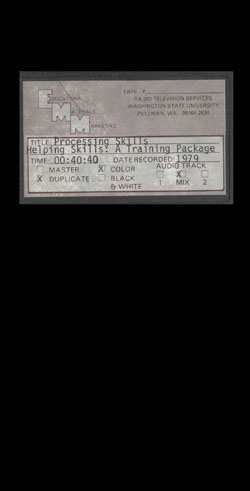 EDUCATIONAL
MATERIALS
MARKETING
TAPE #
RADIO TELEVISION SERVICES
WASHINGTON STATE UNIVERSITY
PULLMAN, WA. 99164-2530
TITLE Processing Skills
Helping Skills: A Training Package
TIME 00:40:40 DATE RECORDED 1979
MASTER X COLOR AUDIO TRACK
X DUPLICATE BLACK X
& WHITE 1 MIX 2